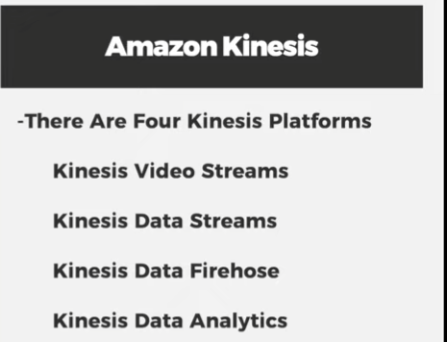 Amazon Kinesis
-There Are Four Kinesis Platforms
Kinesis Video Streams
Kinesis Data Streams
Kinesis Data Firehose
Kinesis Data Analytics